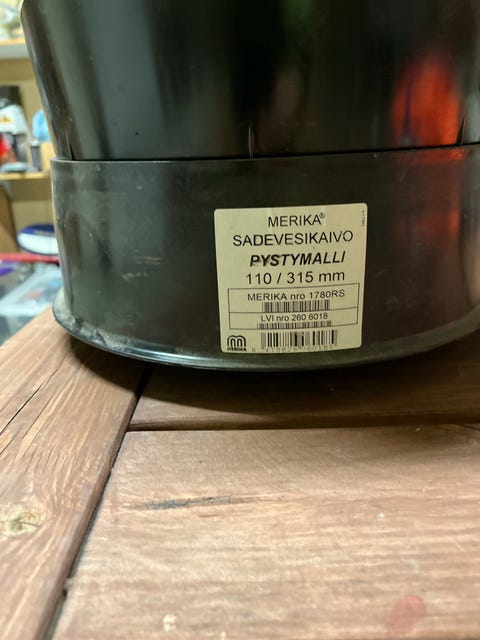 MERIKA®
SADEVESIKAIVO
PYSTYMALLI
110 / 315 mm
MERIKA nro 1780RS
LVI nro 260 6018
MERIKA